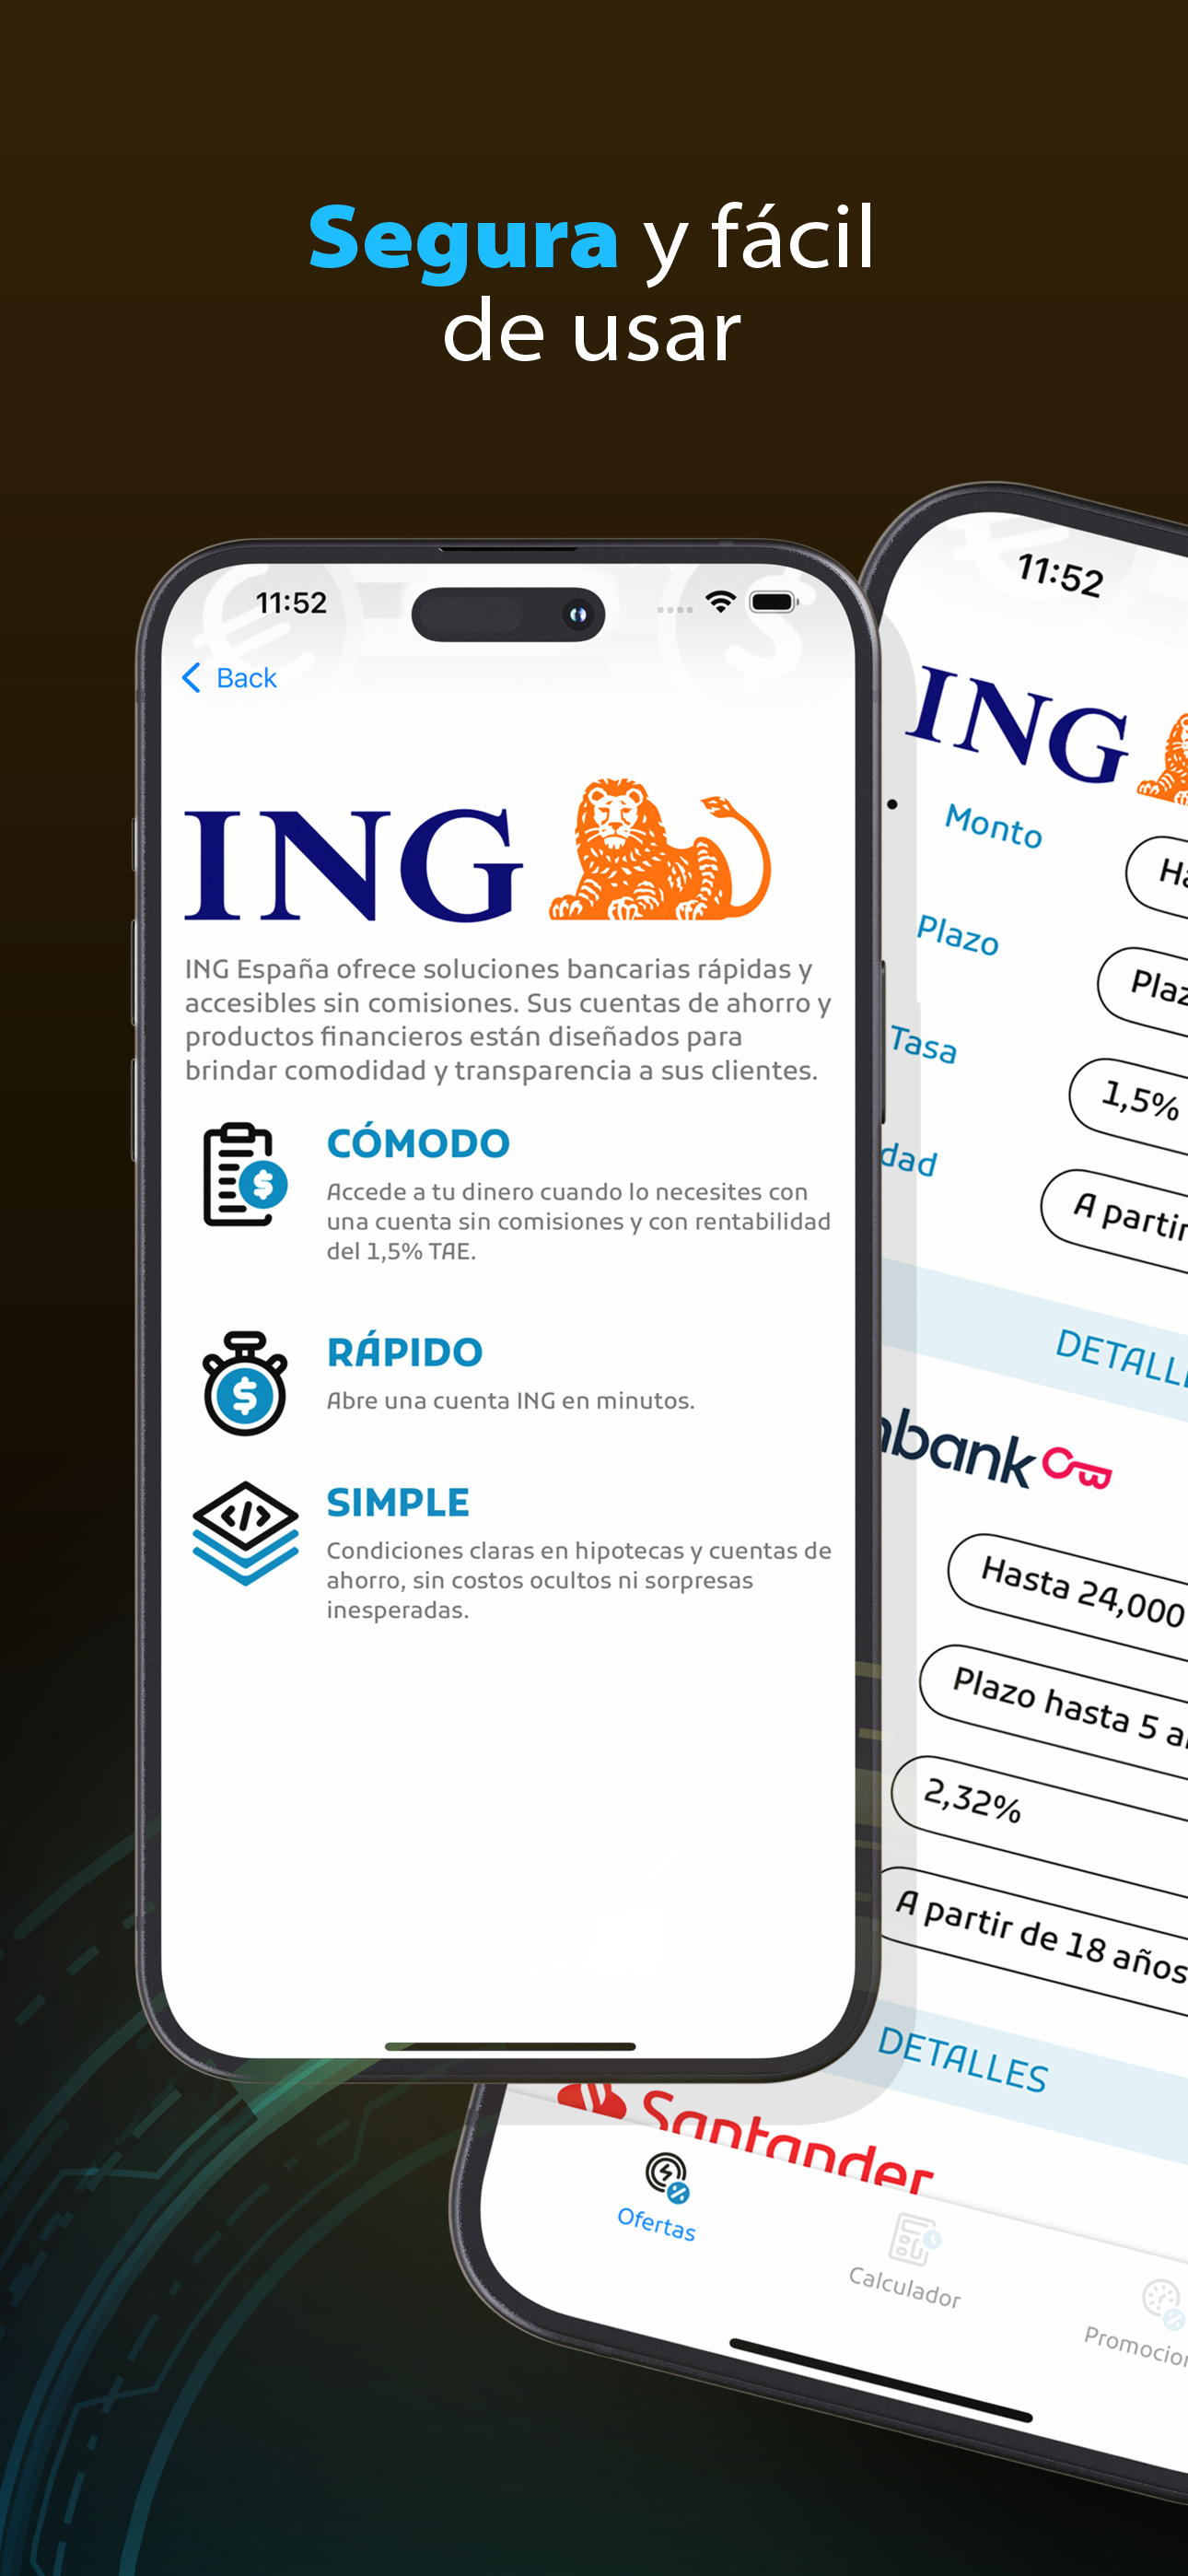 Segura y fácil
de usar
11:52
Back
ING
ING España ofrece soluciones bancarias rápidas y
accesibles sin comisiones. Sus cuentas de ahorro y
productos financieros están diseñados para
brindar comodidad y transparencia a sus clientes.
CÓMODO
Accede a tu dinero cuando lo necesites con
una cuenta sin comisiones y con rentabilidad
del 1,5% TAE.
RÁPIDO
Abre una cuenta ING en minutos.
SIMPLE
Condiciones claras en hipotecas y cuentas de
ahorro, sin costos ocultos ni sorpresas
inesperadas.
11:52
ING
Monto
Plazo
Tasa
1,5%
A partir
DETALLE
bank
Hasta 24,000
Plazo hasta 5
2,32%
A partir de 18 años
DETALLES
Santander
Ofertas
Calculador